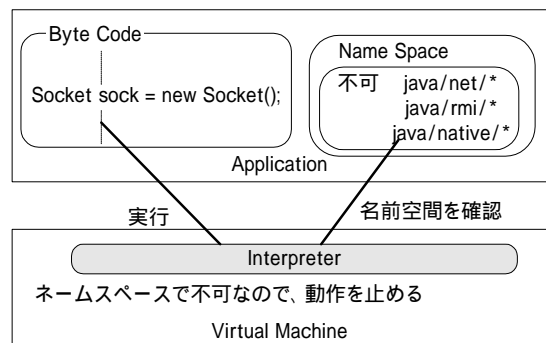 Byte Code
Socket sock = new Socket();
Name Space
不可 java/net/*
java/rmi/*
java/native/*
Application
実行
名前空間を確認
Interpreter
ネームスペースで不可なので、動作を止める
Virtual Machine